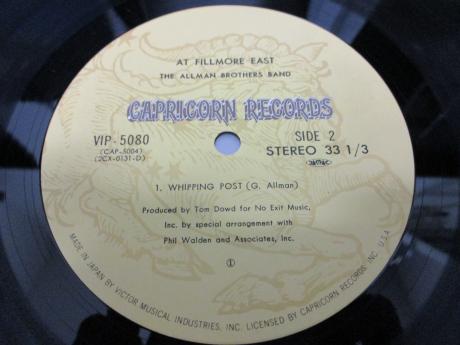 AT FILLMORE EAST
THE ALLMAN BROTHERS BAND
CAPRICORN RECORDS
VIP-5080
(CAP-5004)
(2CX-0131-D)
SIDE 2
STEREO 33 1/3
1. WHIPPING POST (G. Allman)
Produced by Tom Dowd for No Exit Music,
Inc. by special arrangement with
Phil Walden and Associates, Inc.
MADE IN JAPAN BY VICTOR MUSICAL INDUSTRIES, INC. LICENSED BY CAPRICORN RECORDS INC. U.S.A.